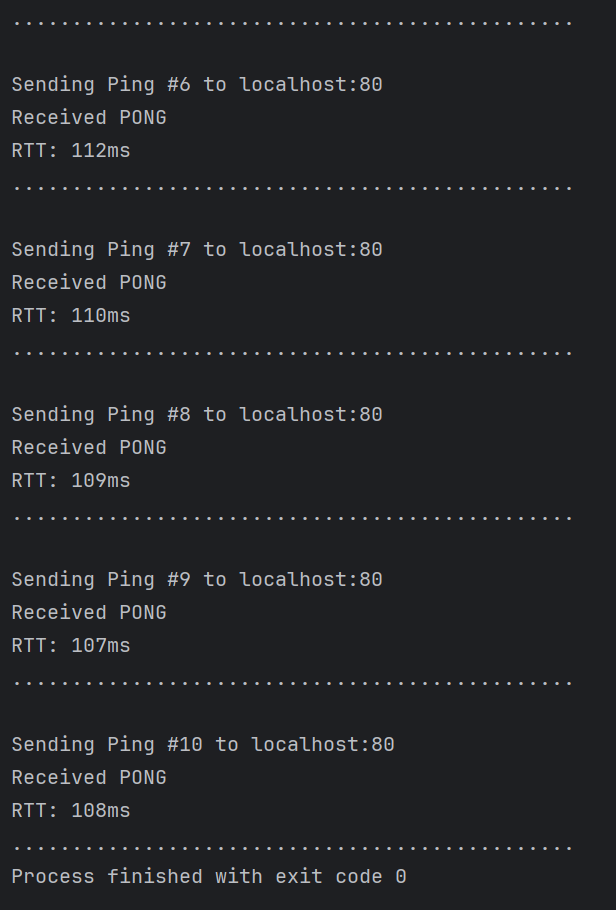 ...............................................
Sending Ping #6 to localhost:80
Received PONG
RTT: 112ms
...............................................
Sending Ping #7 to localhost:80
Received PONG
RTT: 110ms
...............................................
Sending Ping #8 to localhost:80
Received PONG
RTT: 109ms
...............................................
Sending Ping #9 to localhost:80
Received PONG
RTT: 107ms
...............................................
Sending Ping #10 to localhost:80
Received PONG
RTT: 108ms
...............................................
Process finished with exit code 0